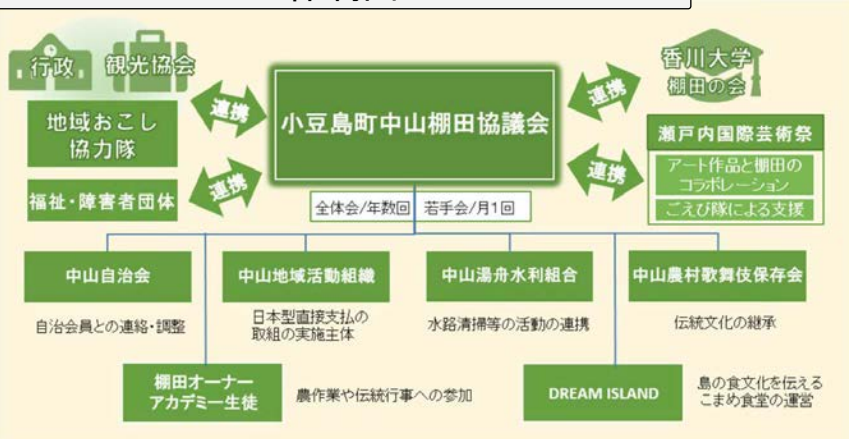 行政 観光協会
地域おこし
協力隊
福祉・障害者団体
連携
連携
小豆島町中山棚田協議会
全体会/年数回 若手会/月1回
連携
連携
香川大学
棚田の会
瀬戸内国際芸術祭
アート作品と棚田の
コラボレーション
ごえび隊による支援
中山自治会
自治会員との連絡・調整
中山地域活動組織
日本型直接支払の
取組の実施主体
中山湯舟水利組合
水路清掃等の活動の連携
中山農村歌舞伎保存会
伝統文化の継承
棚田オーナー
アカデミー生徒
農作業や伝統行事への参加
DREAM ISLAND
島の食文化を伝える
こまめ食堂の運営